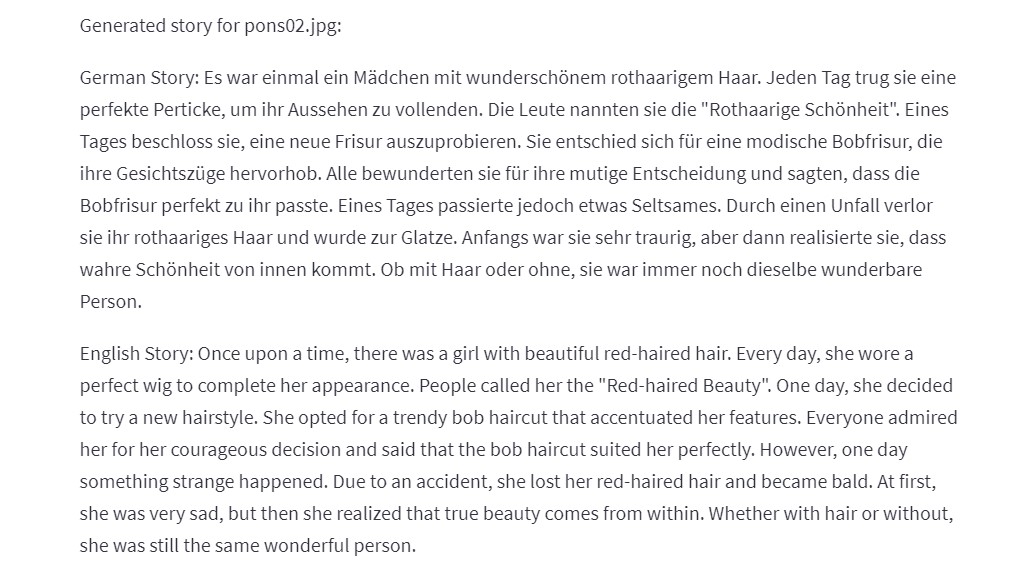 Generated story for pons02.jpg:
German Story: Es war einmal ein Mädchen mit wunderschönem rothaarigem Haar. Jeden Tag trug sie eine
perfekte Perticke, um ihr Aussehen zu vollenden. Die Leute nannten sie die "Rothaarige Schönheit". Eines
Tages beschloss sie, eine neue Frisur auszuprobieren. Sie entschied sich für eine modische Bobfrisur, die
ihre Gesichtszüge hervorhob. Alle bewunderten sie für ihre mutige Entscheidung und sagten, dass die
Bobfrisur perfekt zu ihr passte. Eines Tages passierte jedoch etwas Seltsames. Durch einen Unfall verlor
sie ihr rothaariges Haar und wurde zur Glatze. Anfangs war sie sehr traurig, aber dann realisierte sie, dass
wahre Schönheit von innen kommt. Ob mit Haar oder ohne, sie war immer noch dieselbe wunderbare
Person.
English Story: Once upon a time, there was a girl with beautiful red-haired hair. Every day, she wore a
perfect wig to complete her appearance. People called her the "Red-haired Beauty". One day, she decided
to try a new hairstyle. She opted for a trendy bob haircut that accentuated her features. Everyone admired
her for her courageous decision and said that the bob haircut suited her perfectly. However, one day
something strange happened. Due to an accident, she lost her red-haired hair and became bald. At first,
she was very sad, but then she realized that true beauty comes from within. Whether with hair or without,
she was still the same wonderful person.